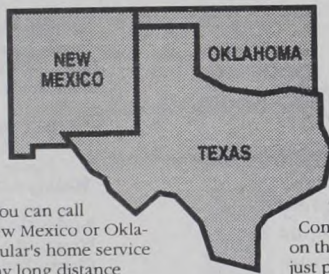 NEW
MEXICO
OKLAHOMA
TEXAS
ou can call
w Mexico or Okla-
ular's home service
y long distance
Con
on th
just p